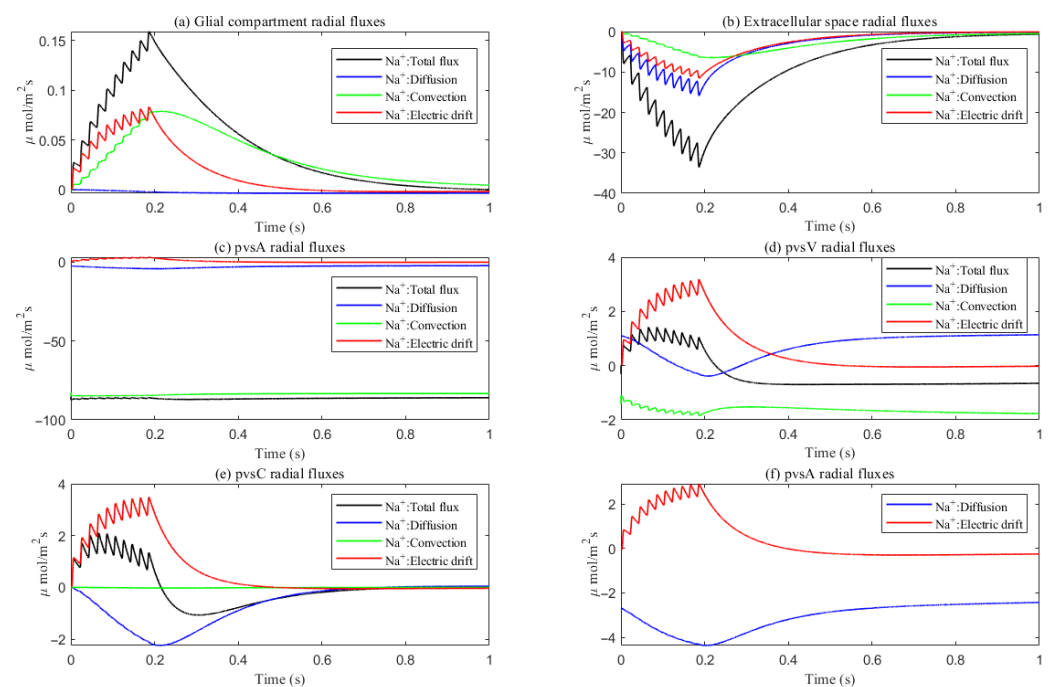 (a) Glial compartment radial fluxes
μ mol/m²s
0.15
0.1
0.05
0
Na⁺:Total flux
Na⁺:Diffusion
Na⁺:Convection
Na⁺:Electric drift
0 0.2 0.4 0.6 0.8 1
Time (s)
(b) Extracellular space radial fluxes
μ mol/m²s
0
−10
−20
−30
−40
Na⁺:Total flux
Na⁺:Diffusion
Na⁺:Convection
Na⁺:Electric drift
0 0.2 0.4 0.6 0.8 1
Time (s)
(c) pvsA radial fluxes
μ mol/m²s
0
−50
−100
Na⁺:Total flux
Na⁺:Diffusion
Na⁺:Convection
Na⁺:Electric drift
0 0.2 0.4 0.6 0.8 1
Time (s)
(d) pvsV radial fluxes
μ mol/m²s
4
2
0
−2
Na⁺:Total flux
Na⁺:Diffusion
Na⁺:Convection
Na⁺:Electric drift
0 0.2 0.4 0.6 0.8 1
Time (s)
(e) pvsC radial fluxes
μ mol/m²s
4
2
0
−2
Na⁺:Total flux
Na⁺:Diffusion
Na⁺:Convection
Na⁺:Electric drift
0 0.2 0.4 0.6 0.8 1
Time (s)
(f) pvsA radial fluxes
μ mol/m²s
2
0
−2
−4
Na⁺:Diffusion
Na⁺:Electric drift
0 0.2 0.4 0.6 0.8 1
Time (s)